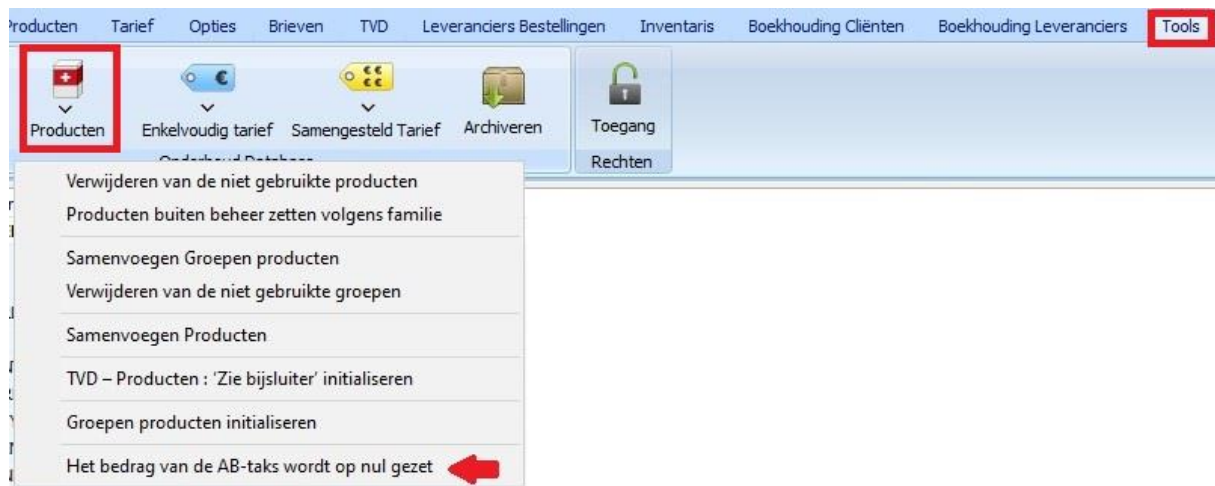 Producten Tarief Opties Brieven TVD Leveranciers Bestellingen Inventaris Boekhouding Cliënten Boekhouding Leveranciers Tools
Producten Enkelvoudig tarief Samengesteld Tarief Archiveren Toegang
Onderhoud Database Rechten
Verwijderen van de niet gebruikte producten
Producten buiten beheer zetten volgens familie
Samenvoegen Groepen producten
Verwijderen van de niet gebruikte groepen
Samenvoegen Producten
TVD – Producten : 'Zie bijsluiter' initialiseren
Groepen producten initialiseren
Het bedrag van de AB-taks wordt op nul gezet